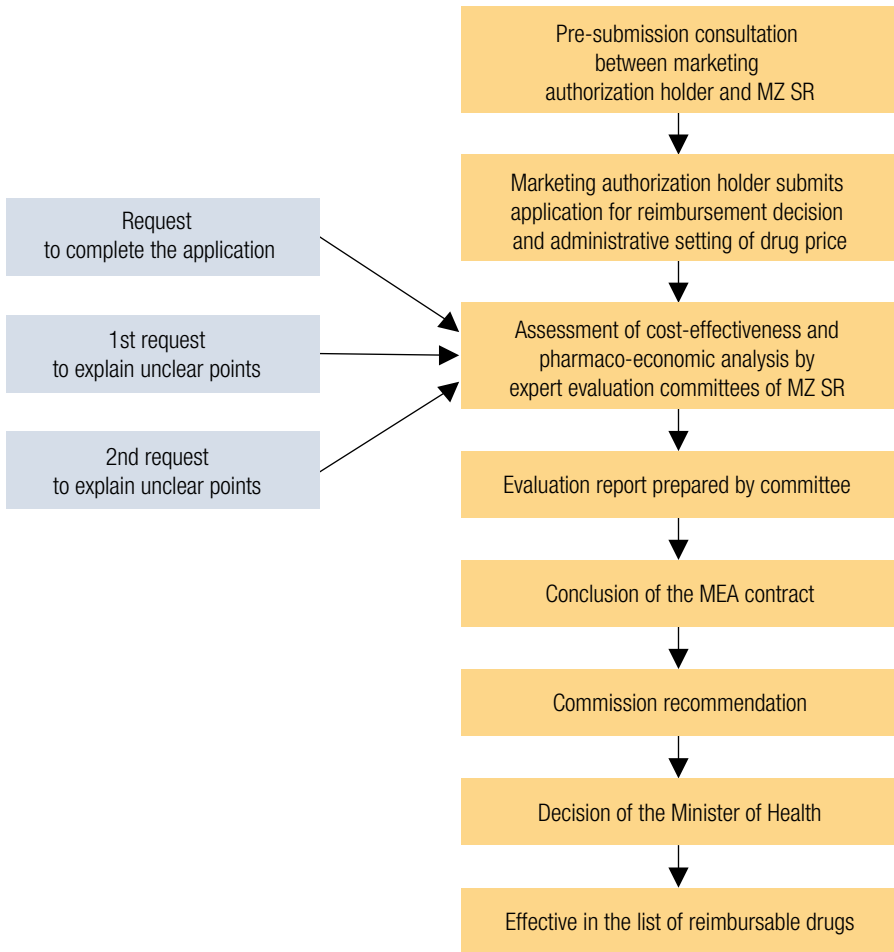 Pre-submission consultation
between marketing
authorization holder and MZ SR
Marketing authorization holder submits
application for reimbursement decision
and administrative setting of drug price
Request
to complete the application
1st request
to explain unclear points
2nd request
to explain unclear points
Assessment of cost-effectiveness and
pharmaco-economic analysis by
expert evaluation committees of MZ SR
Evaluation report prepared by committee
Conclusion of the MEA contract
Commission recommendation
Decision of the Minister of Health
Effective in the list of reimbursable drugs